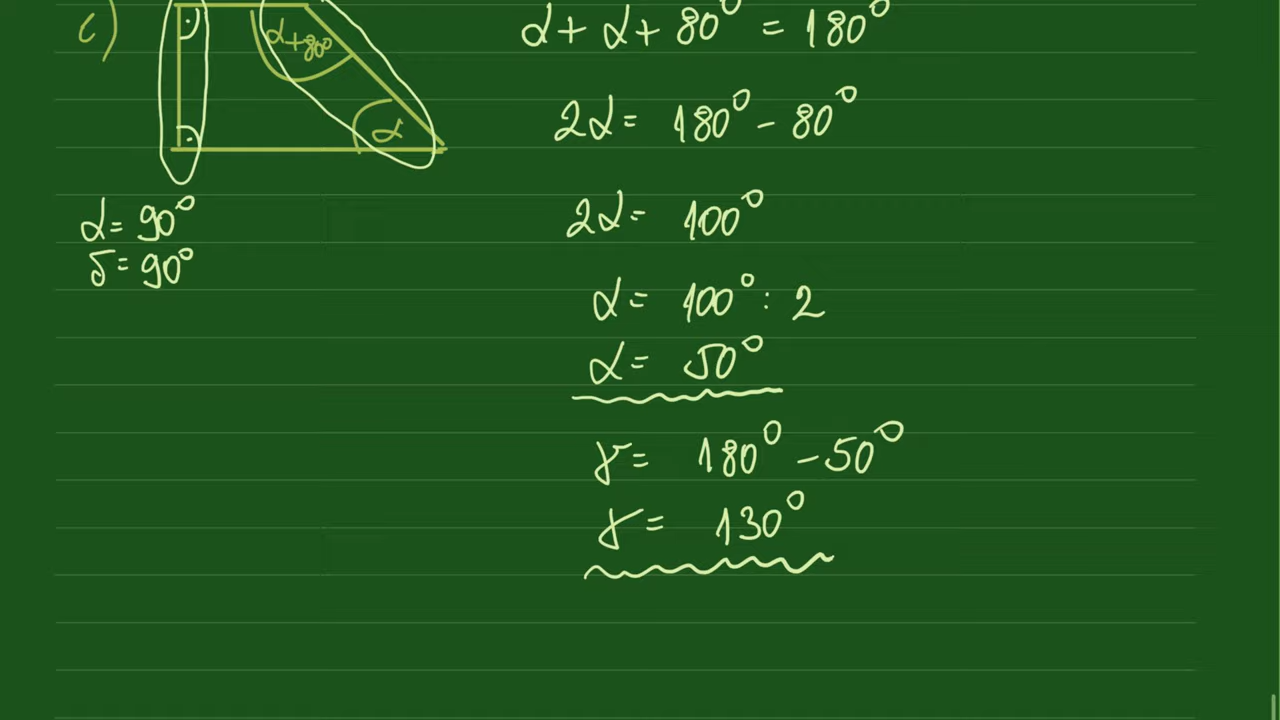 c)
α+80°
α
α = 90°
δ = 90°
α + α + 80° = 180°
2α = 180° - 80°
2α = 100°
α = 100° : 2
α = 50°
γ = 180° - 50°
γ = 130°